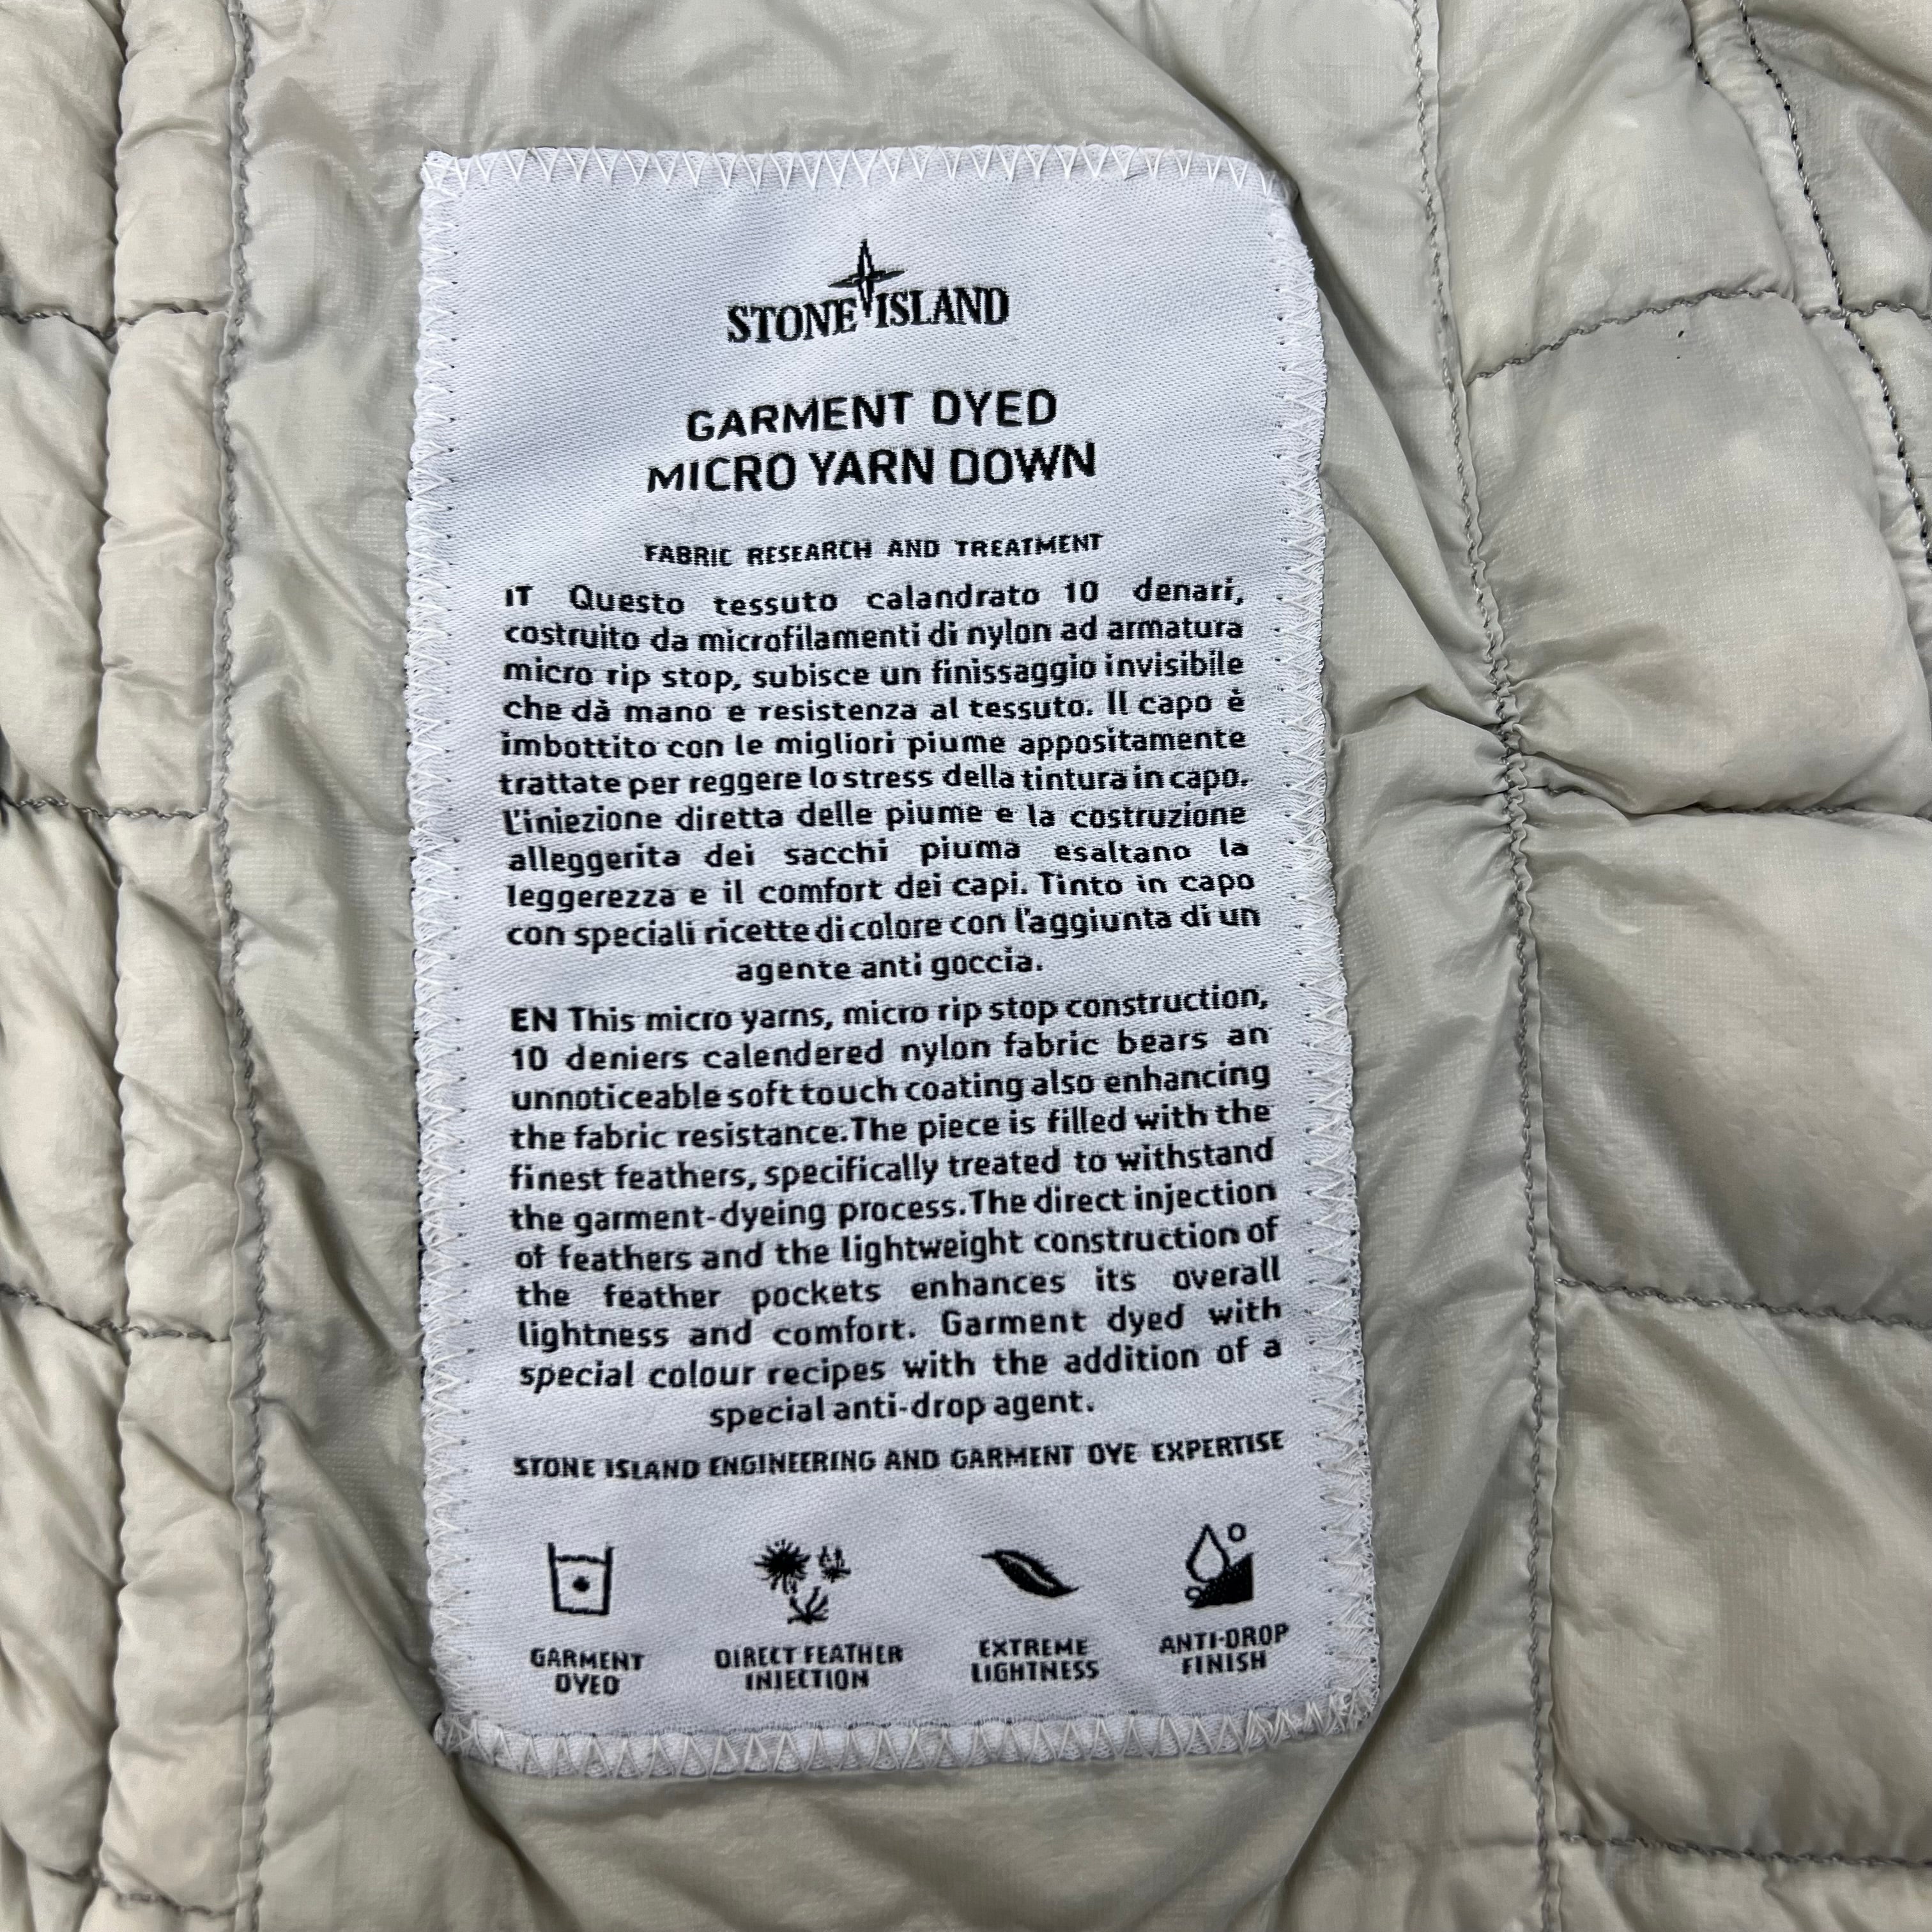 STONE ISLAND
GARMENT DYED
MICRO YARN DOWN
FABRIC RESEARCH AND TREATMENT
IT Questo tessuto calandrato 10 denari,
costruito da microfilamenti di nylon ad armatura
micro rip stop, subisce un finissaggio invisibile
che dà mano e resistenza al tessuto. Il capo è
imbottito con le migliori piume appositamente
trattate per reggere lo stress della tintura in capo.
L'iniezione diretta delle piume e la costruzione
alleggerita dei sacchi piuma esaltano la
leggerezza e il comfort dei capi. Tinto in capo
con speciali ricette di colore con l'aggiunta di un
agente anti goccia.
EN This micro yarns, micro rip stop construction,
10 deniers calendered nylon fabric bears an
unnoticeable soft touch coating also enhancing
the fabric resistance. The piece is filled with the
finest feathers, specifically treated to withstand
the garment-dyeing process. The direct injection
of feathers and the lightweight construction of
the feather pockets enhances its overall
lightness and comfort. Garment dyed with
special colour recipes with the addition of a
special anti-drop agent.
STONE ISLAND ENGINEERING AND GARMENT DYE EXPERTISE
GARMENT DYED
DIRECT FEATHER INJECTION
EXTREME LIGHTNESS
ANTI-DROP FINISH